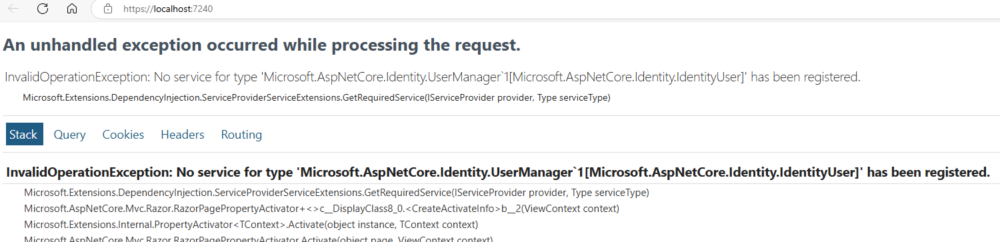 https://localhost:7240
An unhandled exception occurred while processing the request.
InvalidOperationException: No service for type 'Microsoft.AspNetCore.Identity.UserManager`1[Microsoft.AspNetCore.Identity.IdentityUser]' has been registered.
Microsoft.Extensions.DependencyInjection.ServiceProviderServiceExtensions.GetRequiredService(IServiceProvider provider, Type serviceType)
Stack Query Cookies Headers Routing
InvalidOperationException: No service for type 'Microsoft.AspNetCore.Identity.UserManager`1[Microsoft.AspNetCore.Identity.IdentityUser]' has been registered.
Microsoft.Extensions.DependencyInjection.ServiceProviderServiceExtensions.GetRequiredService(IServiceProvider provider, Type serviceType)
Microsoft.AspNetCore.Mvc.Razor.RazorPagePropertyActivator+<>c__DisplayClass8_0.<CreateActivateInfo>b__2(ViewContext context)
Microsoft.Extensions.Internal.PropertyActivator<TContext>.Activate(object instance, TContext context)
Microsoft.AspNetCore.Mvc.Razor.RazorPagePropertyActivator.Activate(object page, ViewContext context)